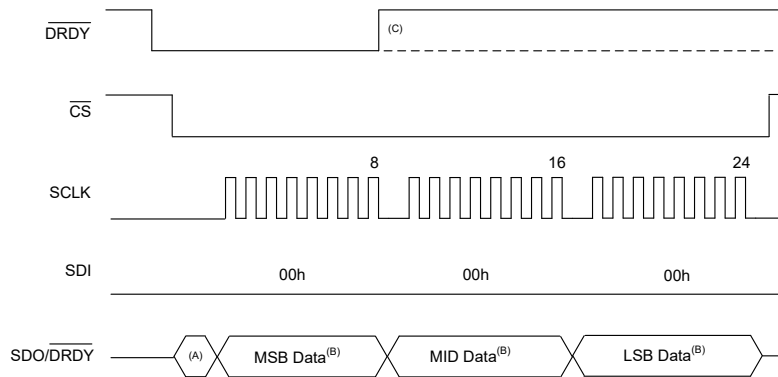 DRDY
(C)
CS
8
16
24
SCLK
SDI
00h
00h
00h
SDO/DRDY
(A)
MSB Data(B)
MID Data(B)
LSB Data(B)